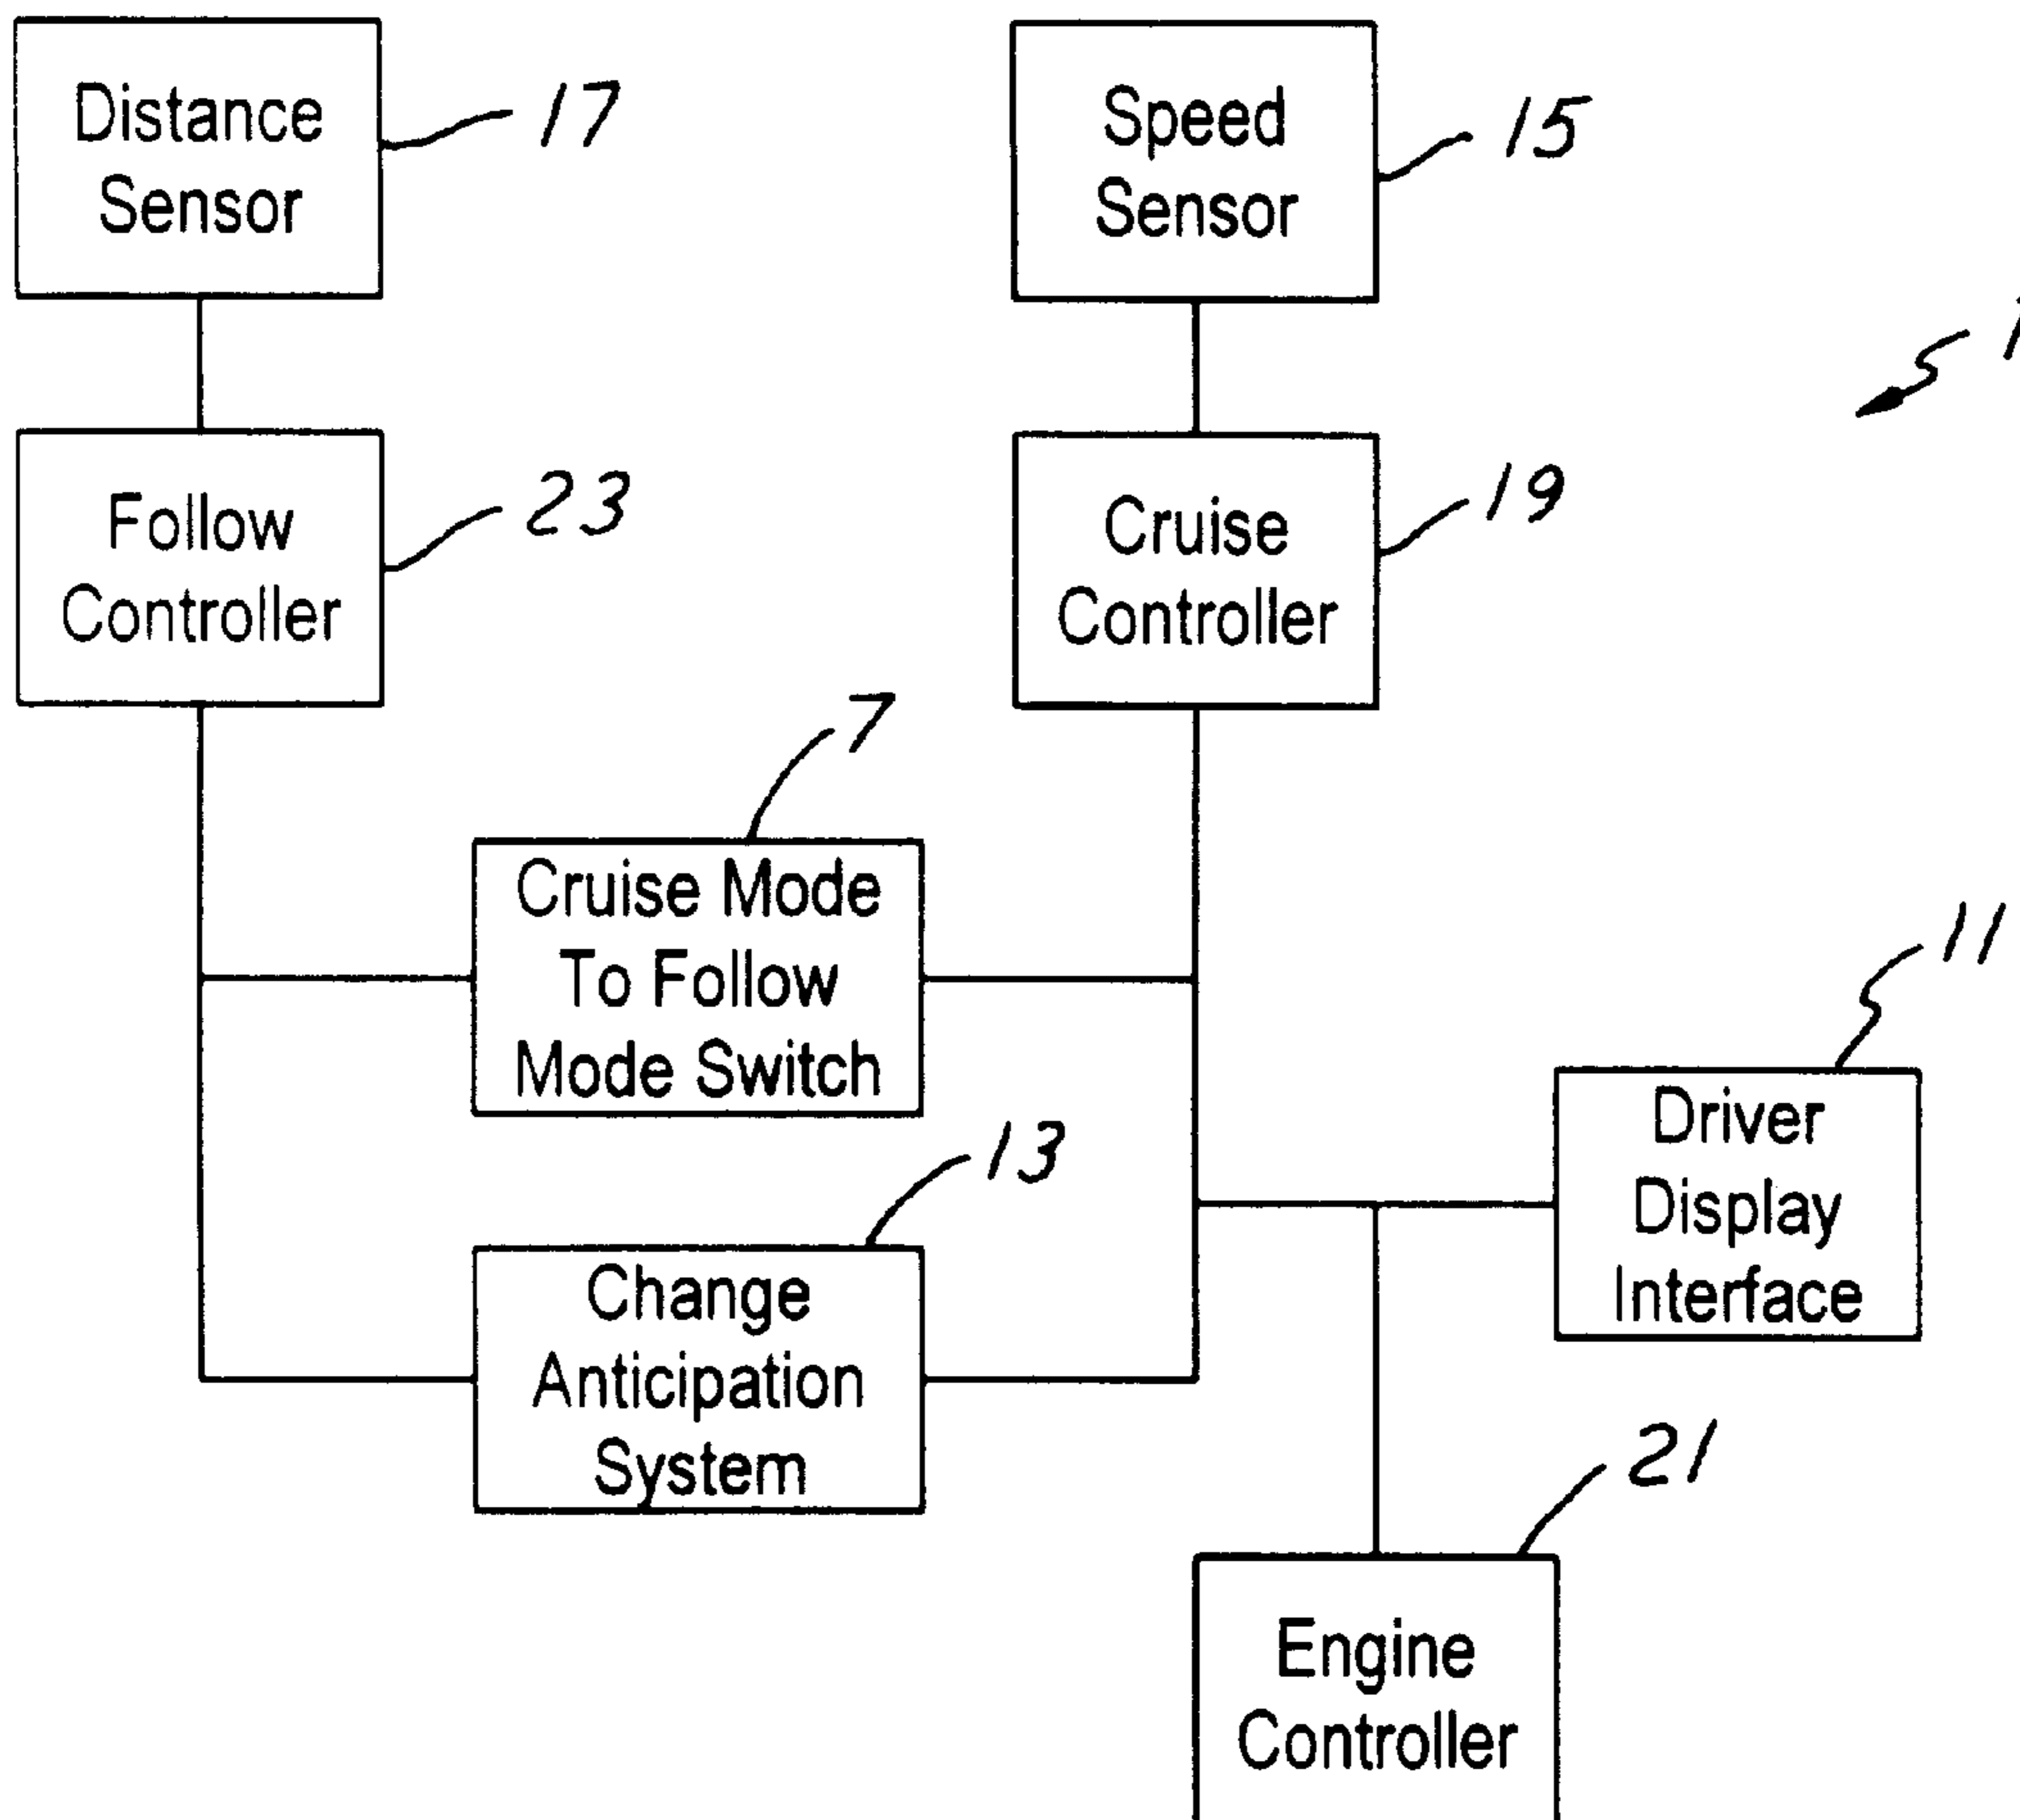 Distance
Sensor
17
Speed
Sensor
15
Follow
Controller
23
Cruise
Controller
19
7
Cruise Mode
To Follow
Mode Switch
13
Change
Anticipation
System
11
Driver
Display
Interface
21
Engine
Controller